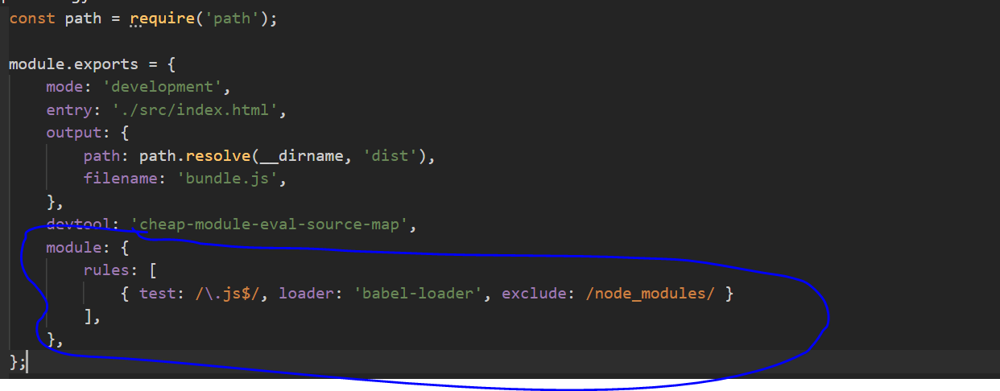 const path = require('path');
module.exports = {
mode: 'development',
entry: './src/index.html',
output: {
path: path.resolve(__dirname, 'dist'),
filename: 'bundle.js',
},
devtool: 'cheap-module-eval-source-map',
module: {
rules: [
{ test: /\.js$/, loader: 'babel-loader', exclude: /node_modules/ }
],
},
};